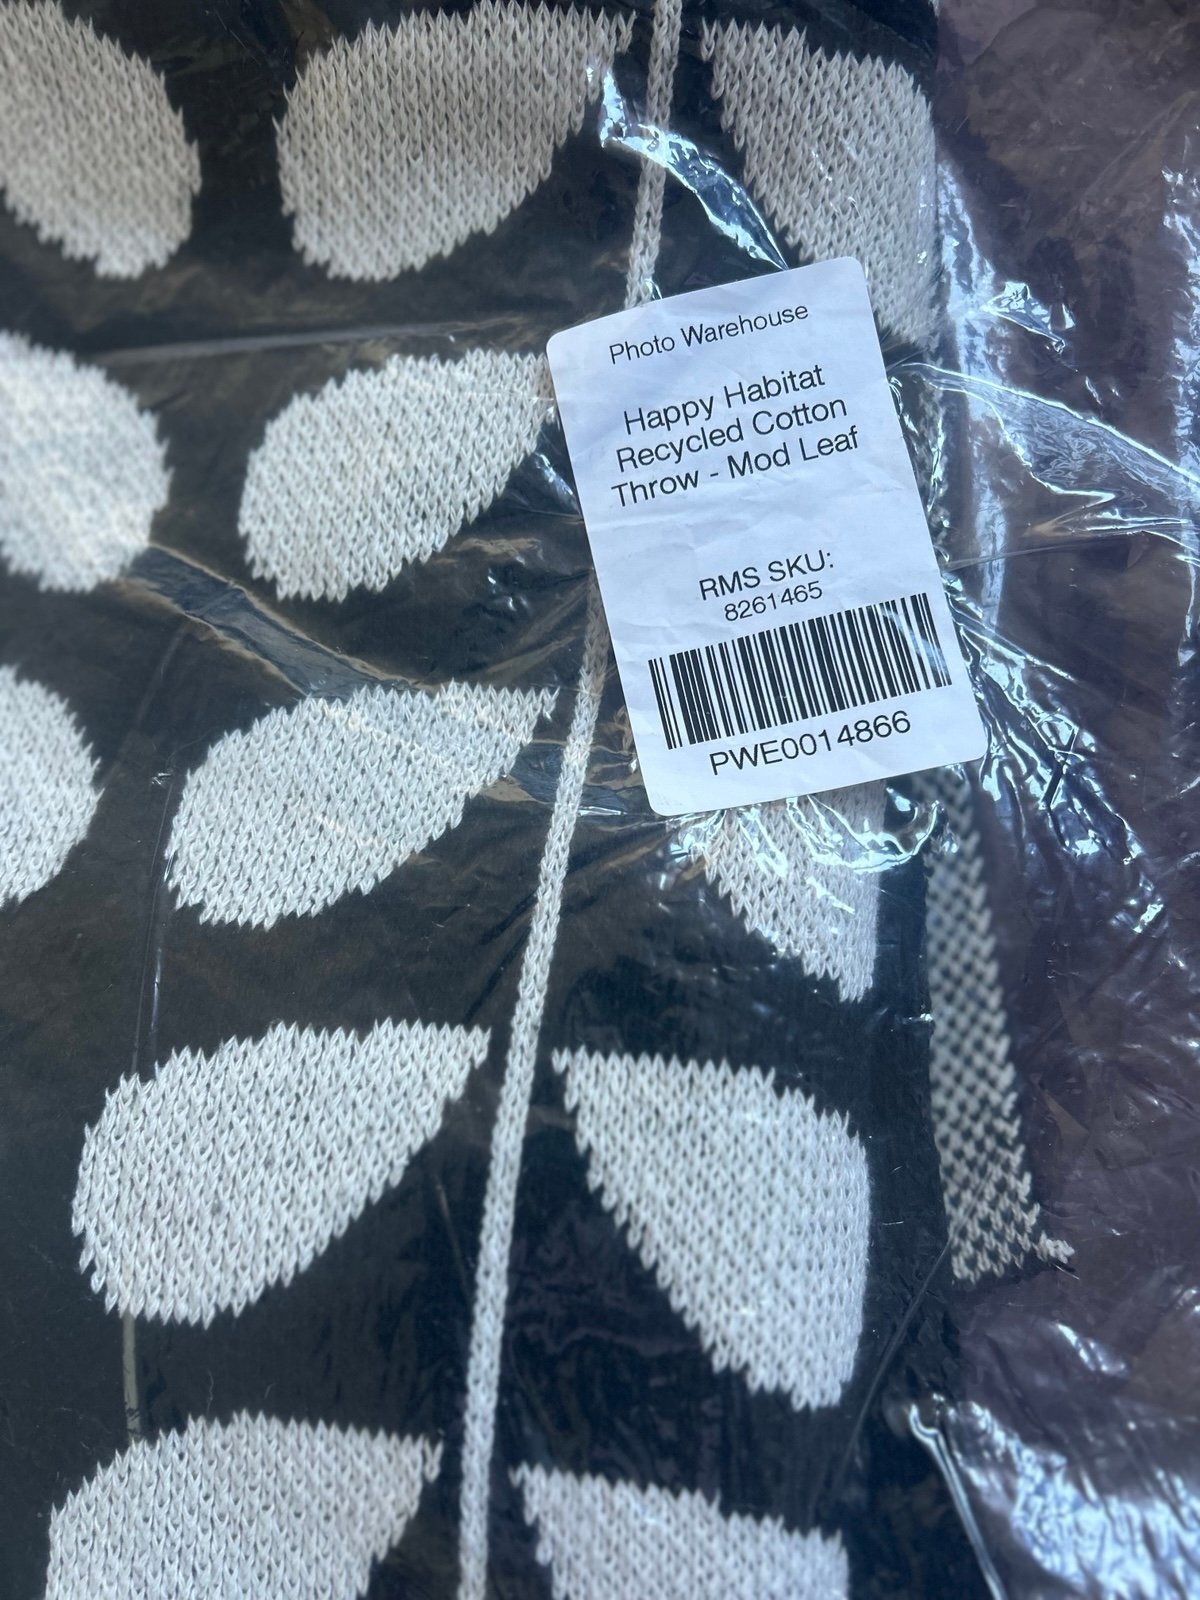 Photo Warehouse
Happy Habitat
Recycled Cotton
Throw - Mod Leaf
RMS SKU:
8261465
PWE0014866